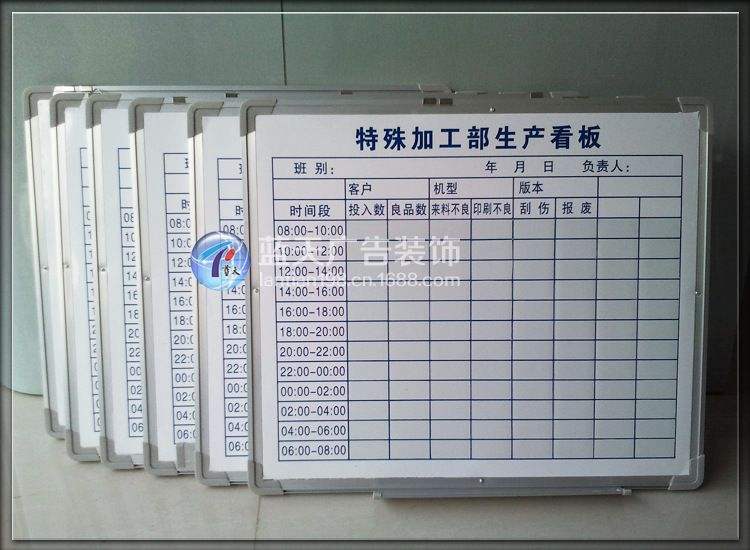 特殊加工部生产看板
班 别: 年 月 日 负责人:
客户 机型 版本
时间段 投入数 良品数 来料不良 印刷不良 刮 伤 报 废
08:00-10:00
10:00-12:00
12:00-14:00
14:00-16:00
16:00-18:00
18:00-20:00
20:00-22:00
22:00-00:00
00:00-02:00
02:00-04:00
04:00-06:00
06:00-08:00
蓝天广告装饰